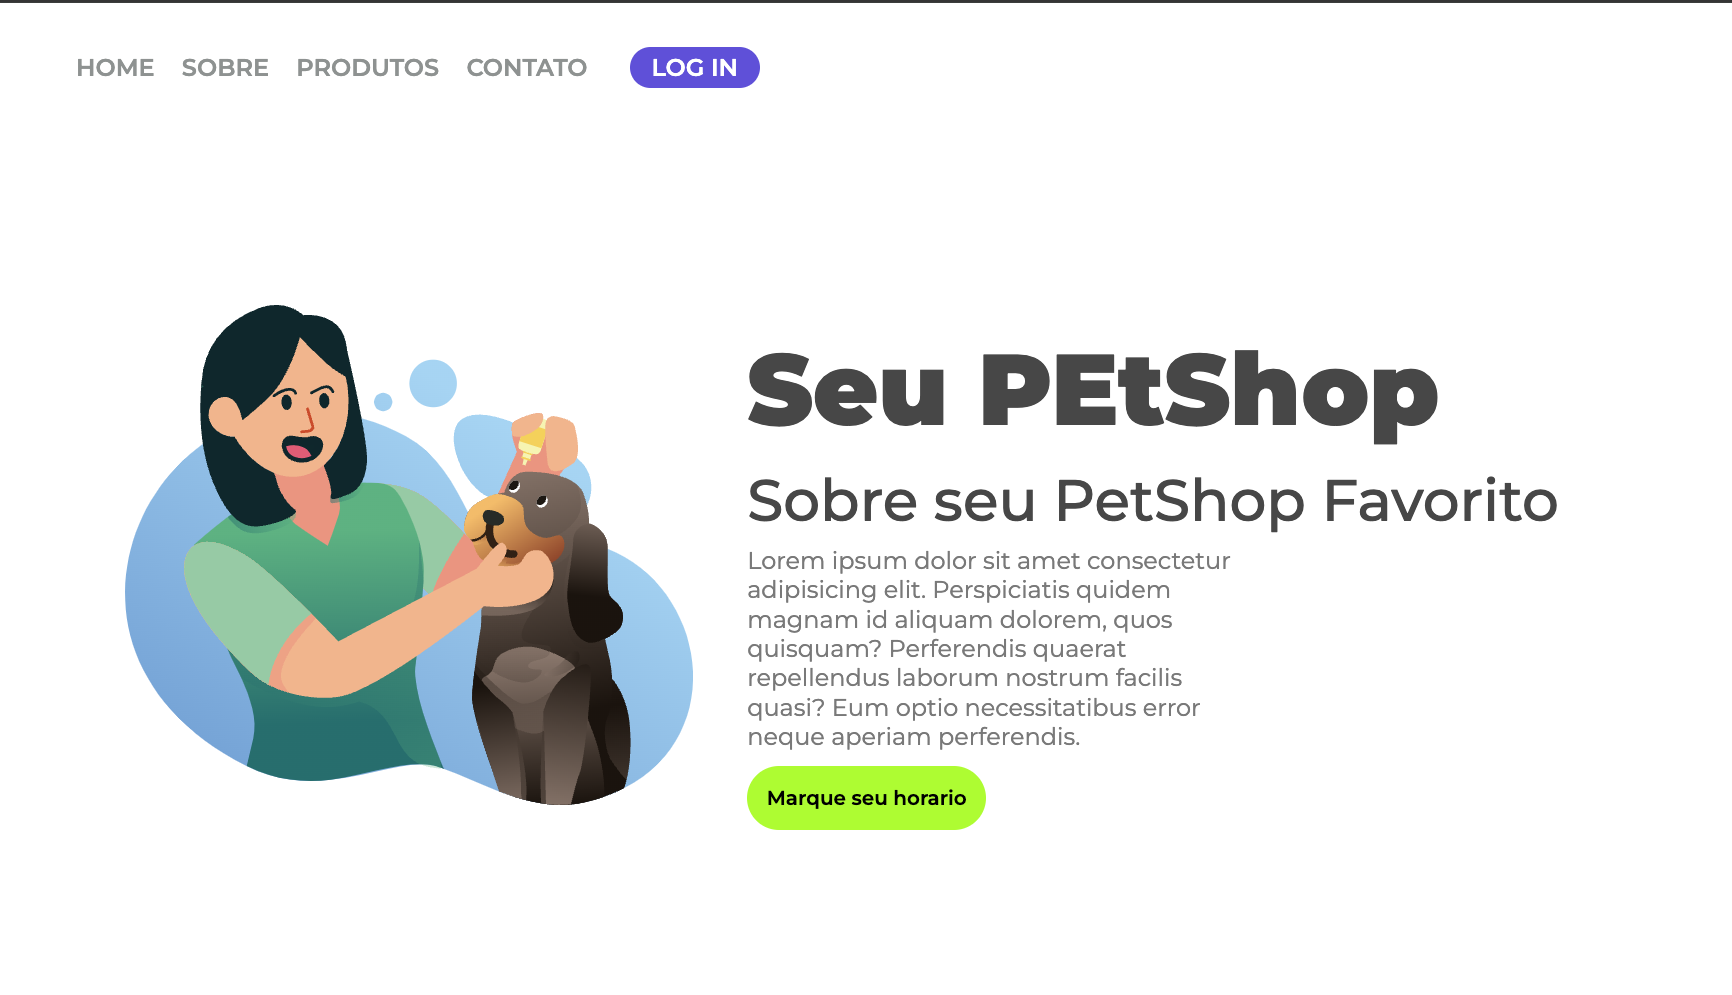 HOME SOBRE PRODUTOS CONTATO LOG IN
Seu PEtShop
Sobre seu PetShop Favorito
Lorem ipsum dolor sit amet consectetur
adipisicing elit. Perspiciatis quidem
magnam id aliquam dolorem, quos
quisquam? Perferendis quaerat
repellendus laborum nostrum facilis
quasi? Eum optio necessitatibus error
neque aperiam perferendis.
Marque seu horario